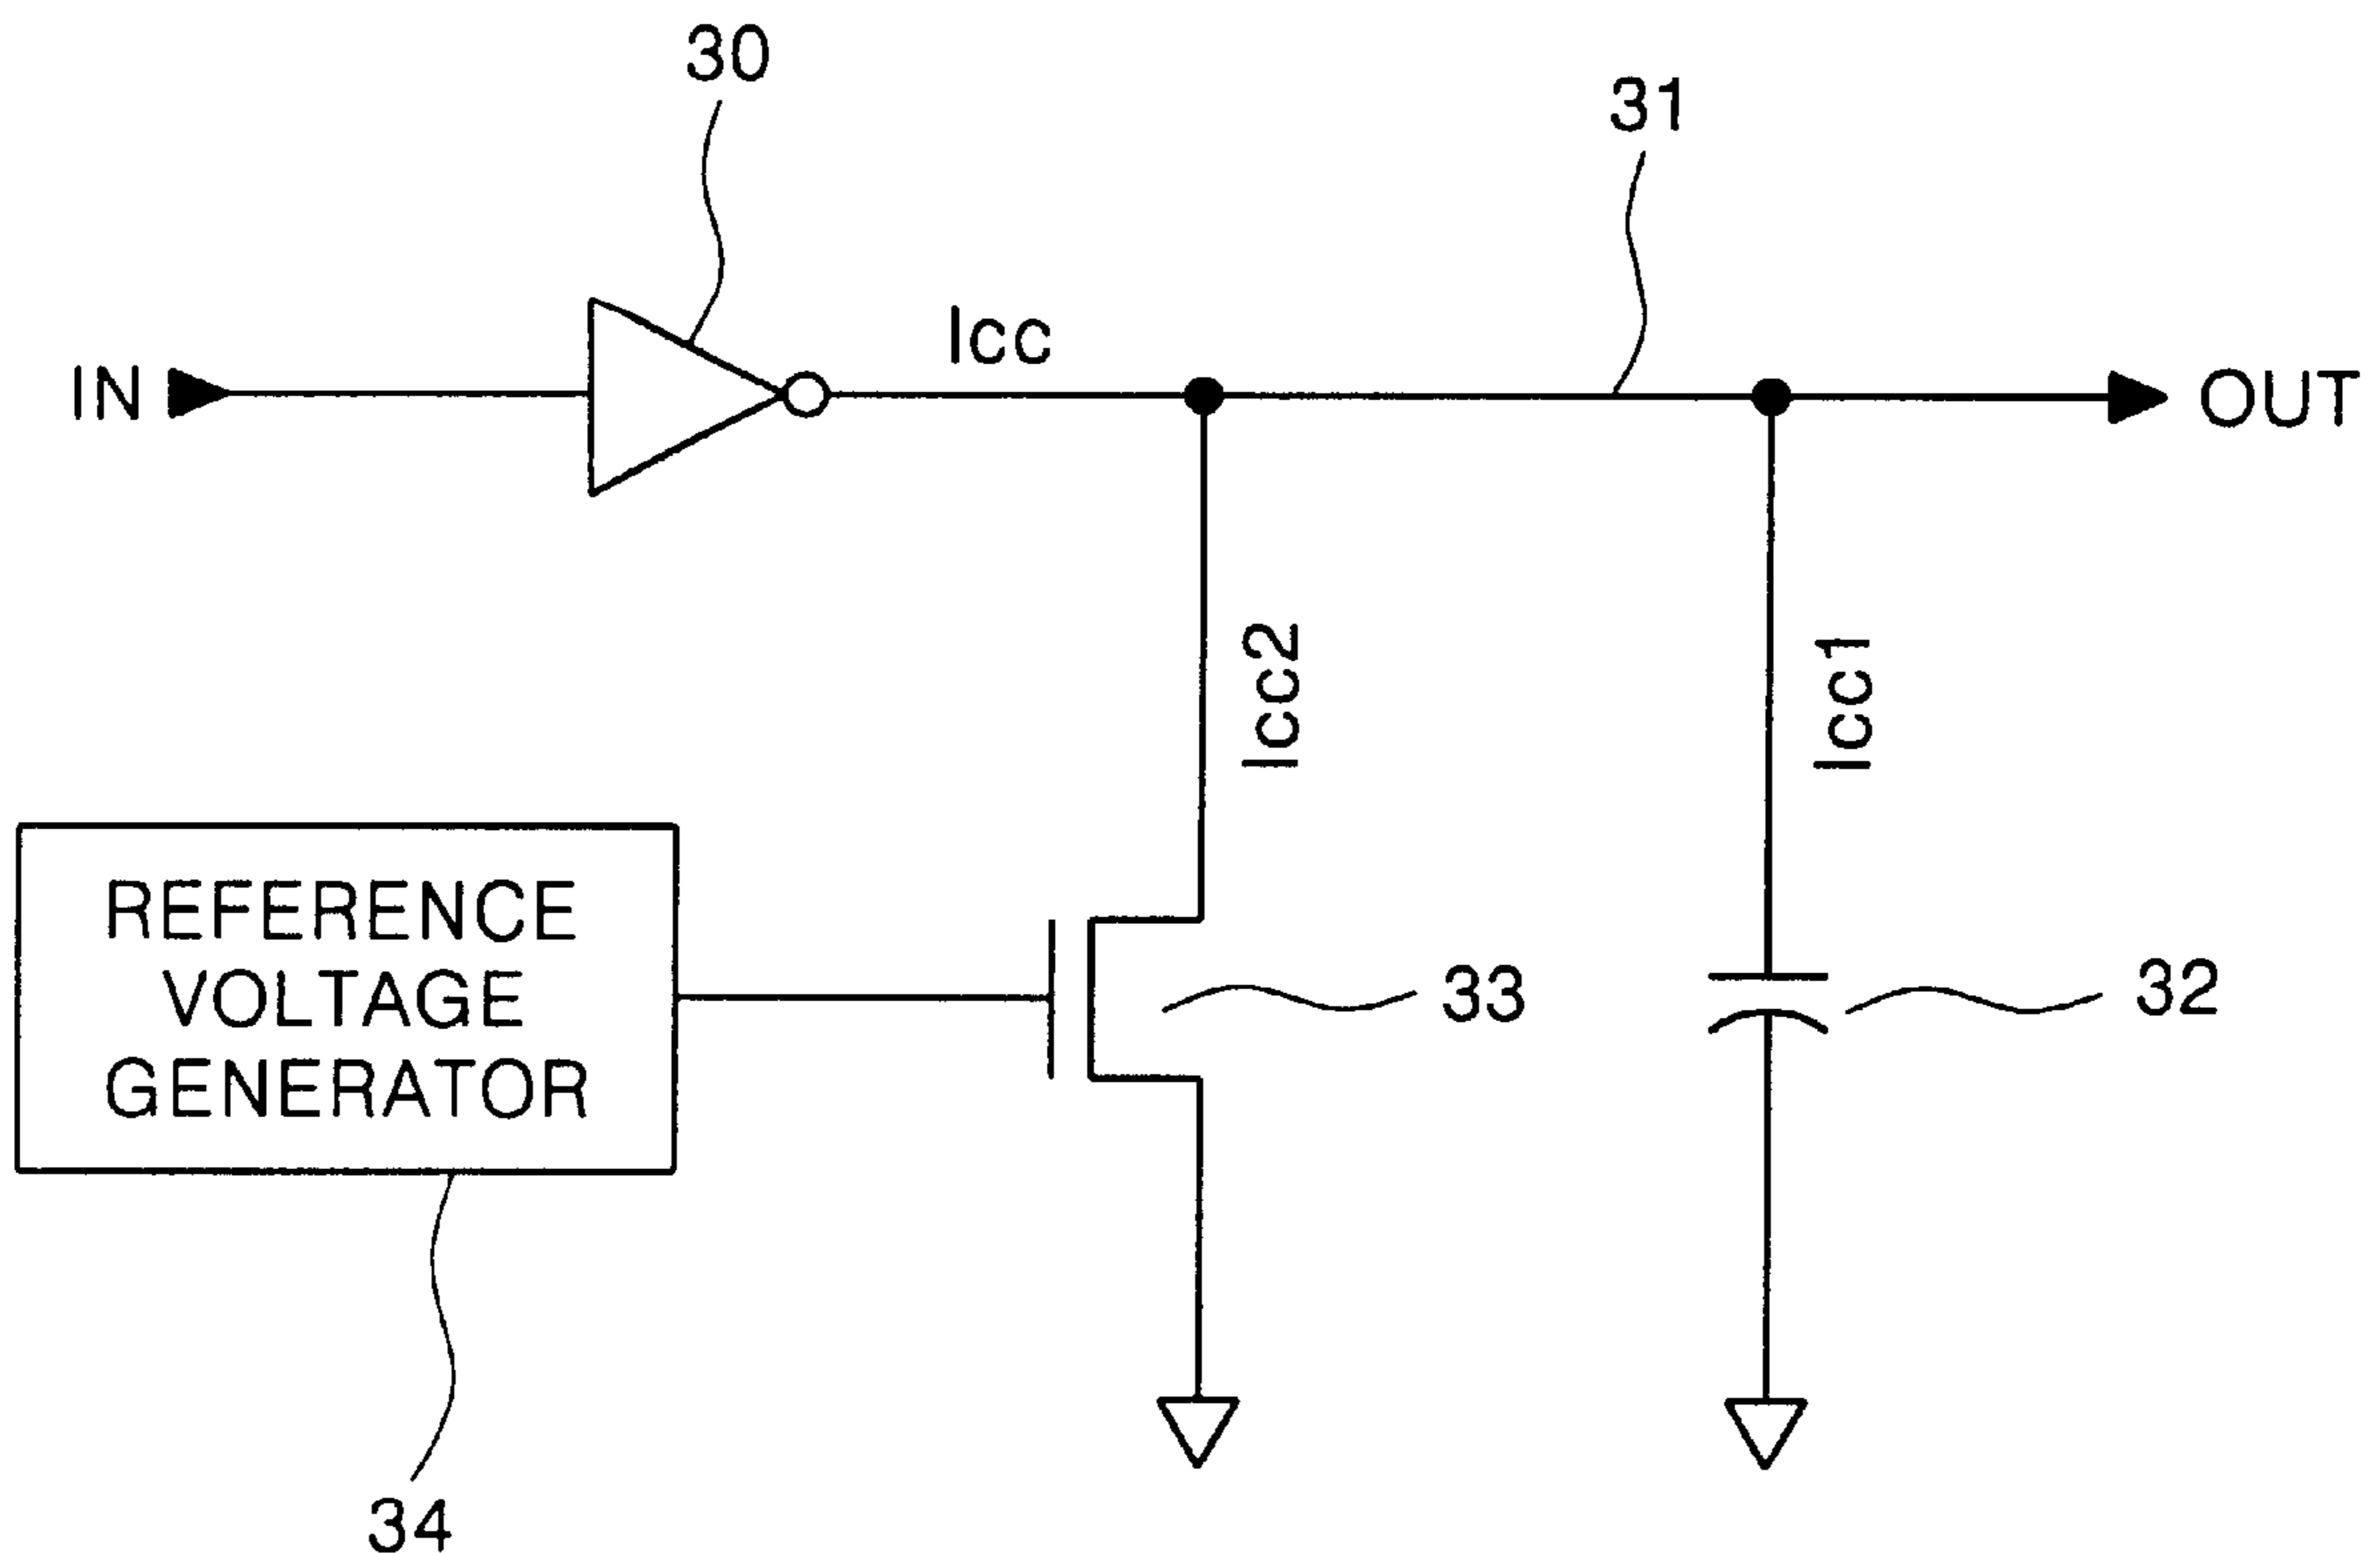 30
31
Icc
IN
OUT
Icc2
Icc1
REFERENCE
VOLTAGE
GENERATOR
33
32
34